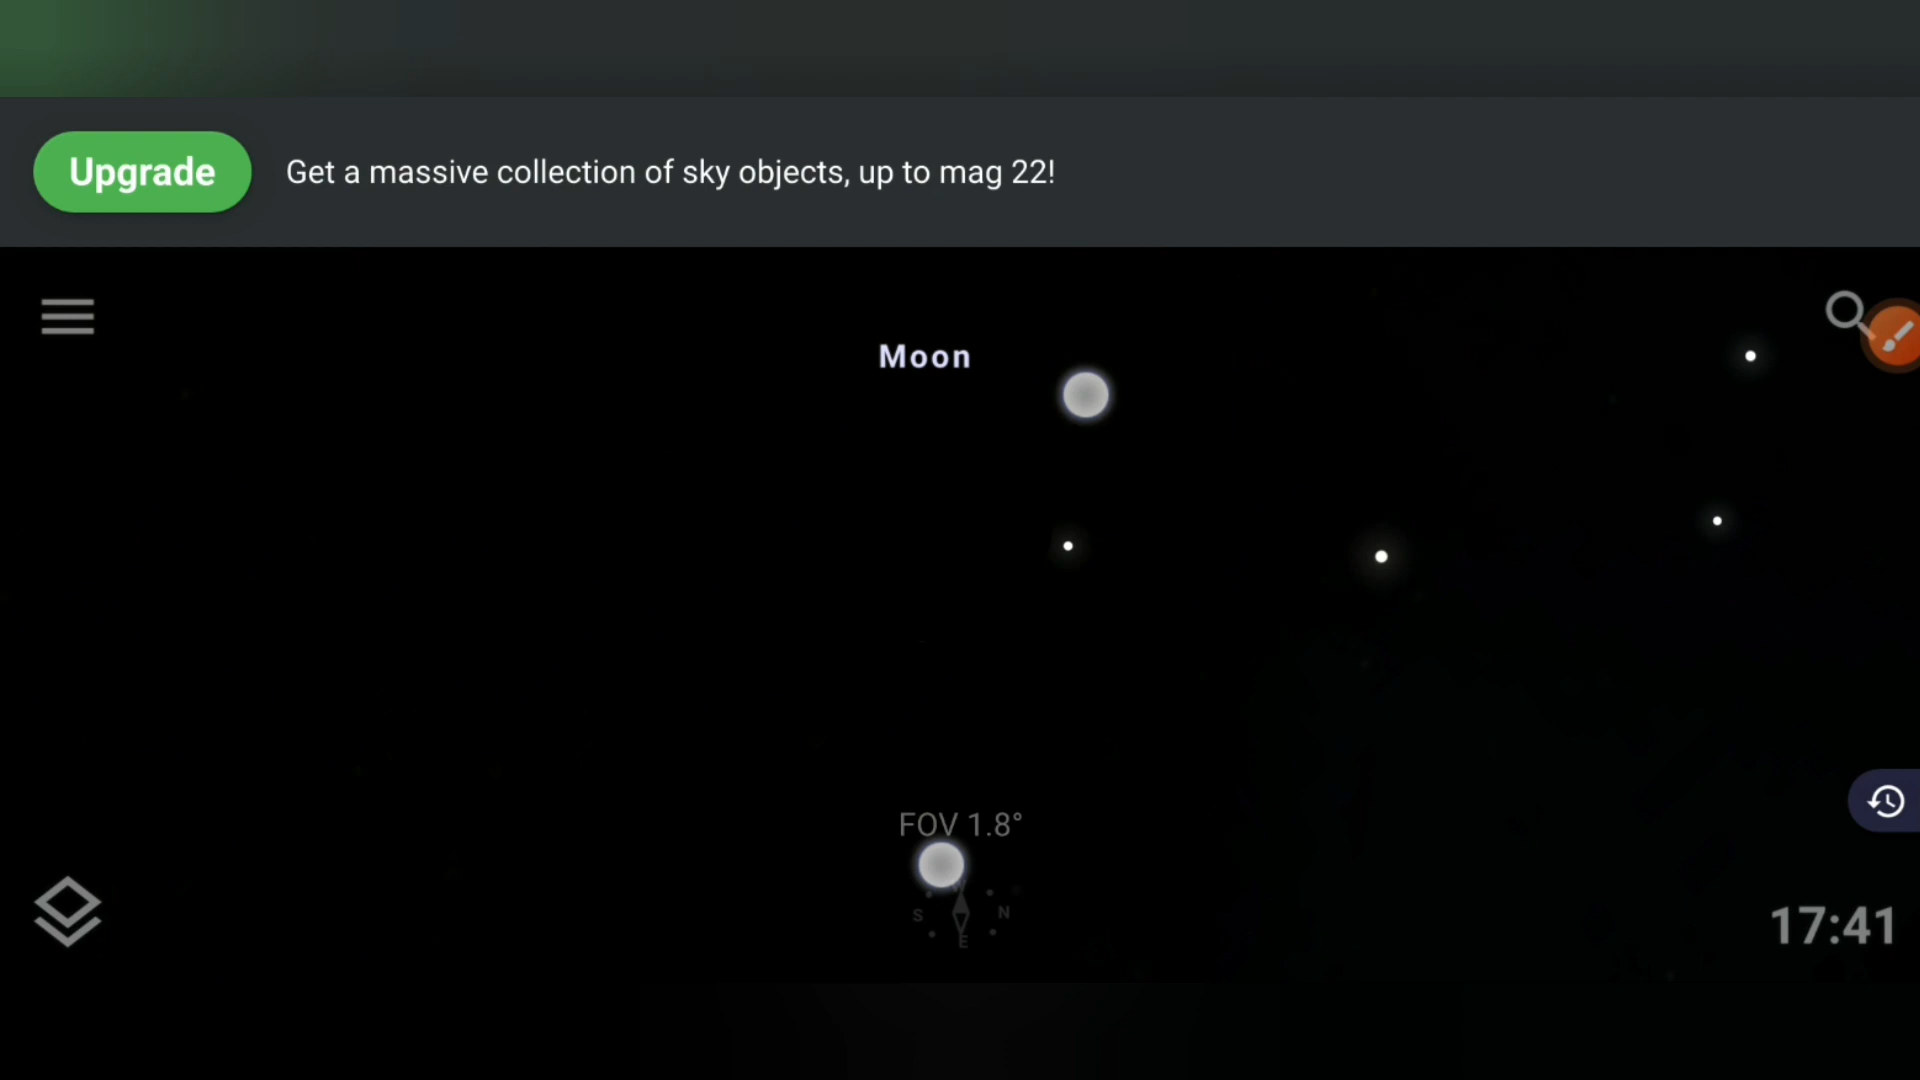 Upgrade
Get a massive collection of sky objects, up to mag 22!
Moon
FOV 1.8°
W
S
N
E
17:41